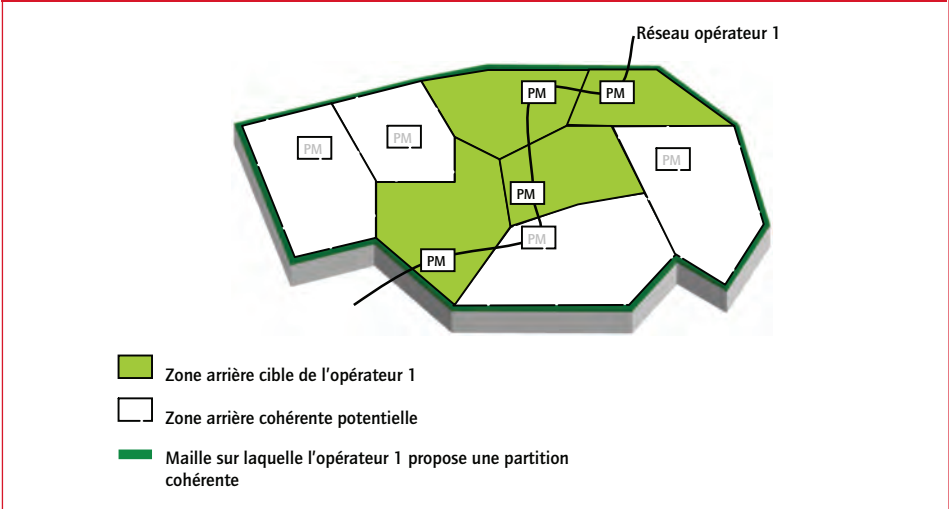 Réseau opérateur 1
PM PM
PM
PM
PM
PM
PM
PM
Zone arrière cible de l'opérateur 1
Zone arrière cohérente potentielle
Maille sur laquelle l'opérateur 1 propose une partition
cohérente